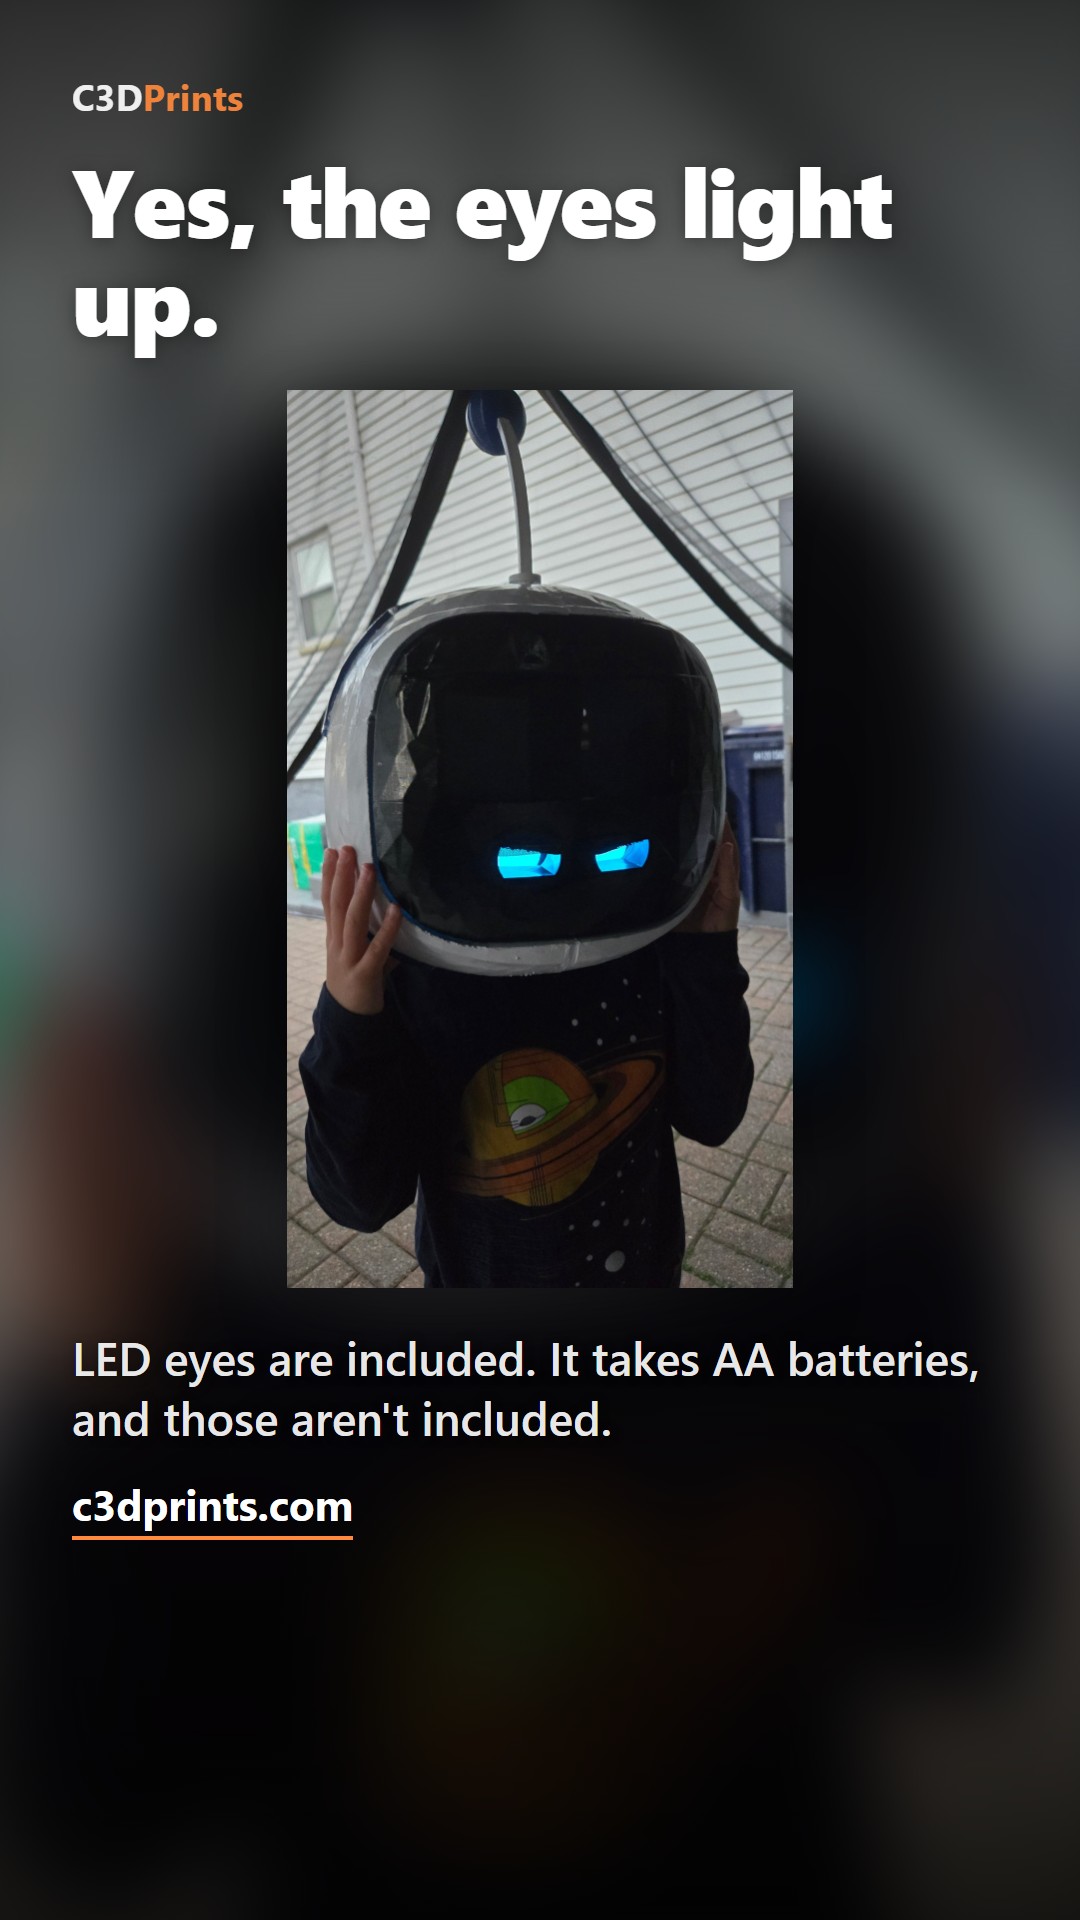 C3DPrints
Yes, the eyes light
up.
LED eyes are included. It takes AA batteries,
and those aren't included.
c3dprints.com